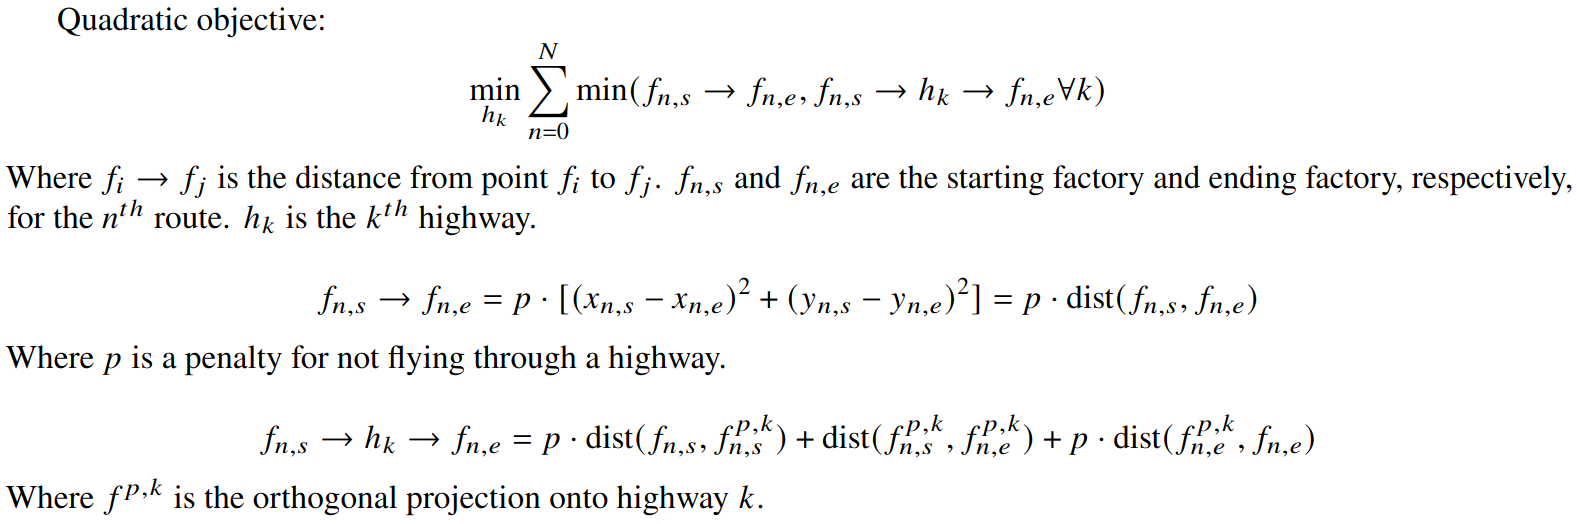 Quadratic objective:
$$\min_{h_k} \sum_{n=0}^{N} \min(f_{n,s} \rightarrow f_{n,e}, f_{n,s} \rightarrow h_k \rightarrow f_{n,e} \forall k)$$
Where $f_i \rightarrow f_j$ is the distance from point $f_i$ to $f_j$. $f_{n,s}$ and $f_{n,e}$ are the starting factory and ending factory, respectively,
for the $n^{th}$ route. $h_k$ is the $k^{th}$ highway.
$$f_{n,s} \rightarrow f_{n,e} = p \cdot [(x_{n,s} - x_{n,e})^2 + (y_{n,s} - y_{n,e})^2] = p \cdot \text{dist}(f_{n,s}, f_{n,e})$$
Where $p$ is a penalty for not flying through a highway.
$$f_{n,s} \rightarrow h_k \rightarrow f_{n,e} = p \cdot \text{dist}(f_{n,s}, f_{n,s}^{p,k}) + \text{dist}(f_{n,s}^{p,k}, f_{n,e}^{p,k}) + p \cdot \text{dist}(f_{n,e}^{p,k}, f_{n,e})$$
Where $f^{p,k}$ is the orthogonal projection onto highway $k$.